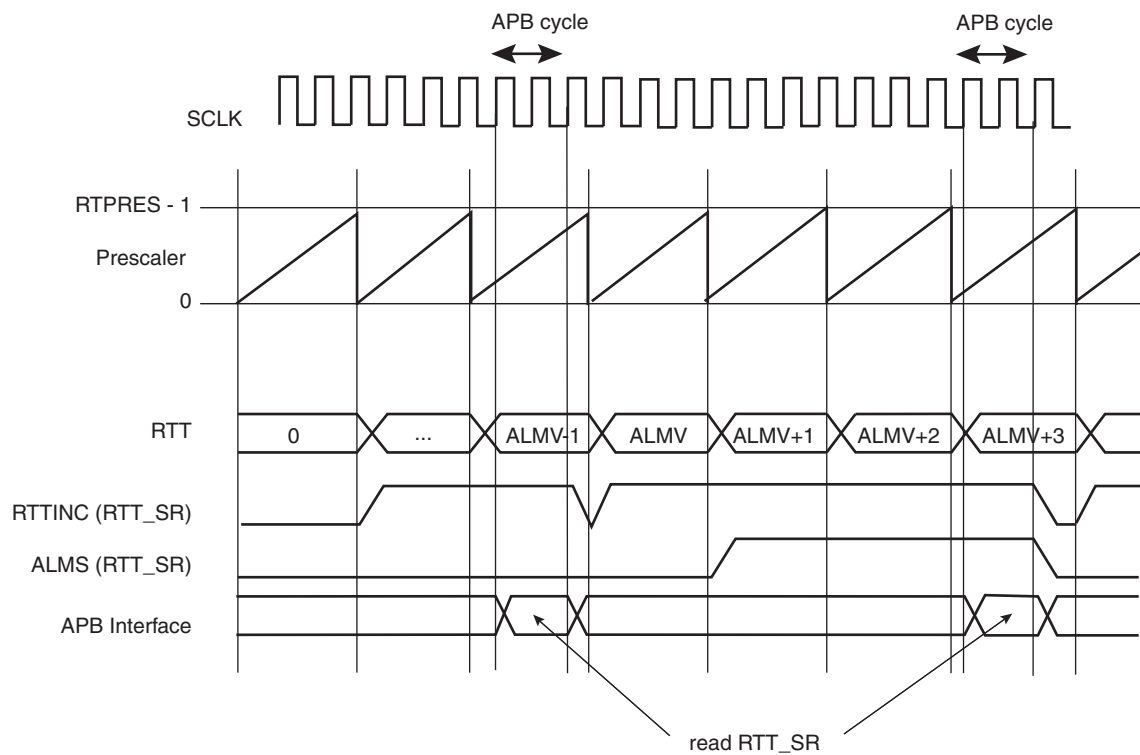 APB cycle APB cycle
SCLK
RTPRES - 1
Prescaler
0
RTT 0 ... ALMV-1 ALMV ALMV+1 ALMV+2 ALMV+3
RTTINC (RTT_SR)
ALMS (RTT_SR)
APB Interface
read RTT_SR